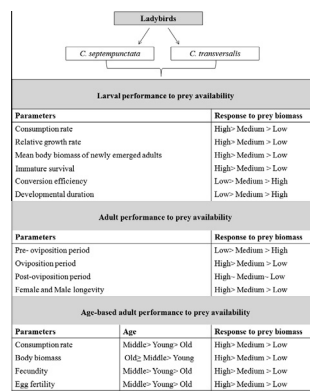 Ladybirds
C. septempunctata C. transversalis
Larval performance to prey availability
Parameters Response to prey biomass
Consumption rate High> Medium > Low
Relative growth rate High> Medium > Low
Mean body biomass of newly emerged adults High> Medium > Low
Immature survival High> Medium > Low
Conversion efficiency Low> Medium > High
Developmental duration Low> Medium > High
Adult performance to prey availability
Parameters Response to prey biomass
Pre- oviposition period Low> Medium > High
Oviposition period High> Medium > Low
Post-oviposition period High~ Medium~ Low
Female and Male longevity High> Medium > Low
Age-based adult performance to prey availability
Parameters Age Response to prey biomass
Consumption rate Middle> Young> Old High> Medium > Low
Body biomass Old≥ Middle> Young High> Medium > Low
Fecundity Middle> Young> Old High> Medium > Low
Egg fertility Middle> Young> Old High> Medium > Low